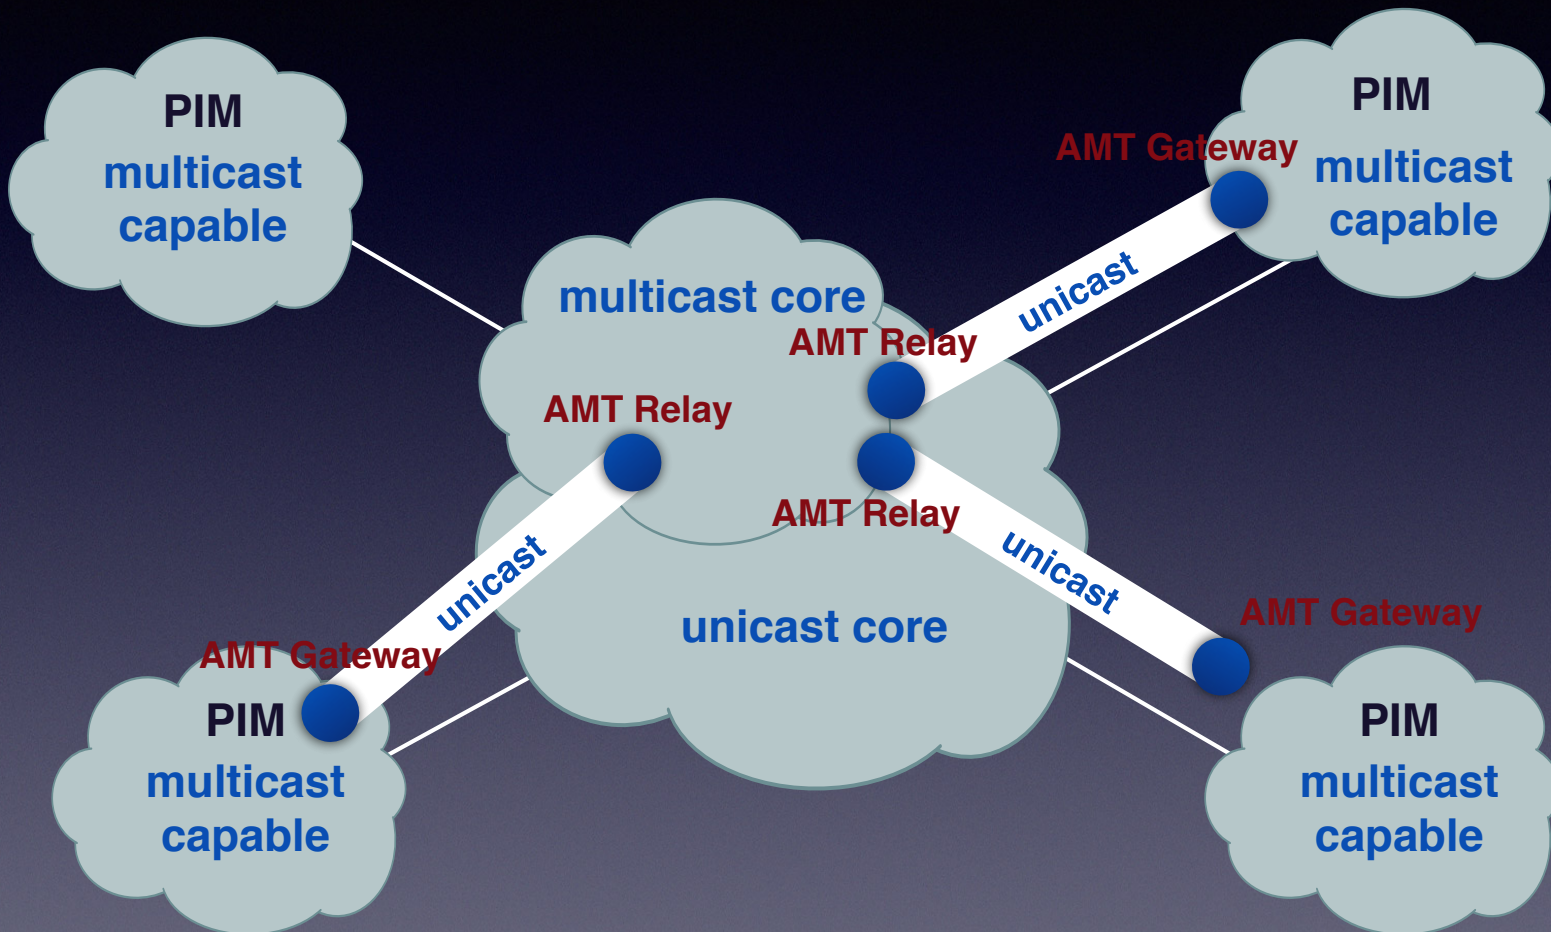 PIM
multicast
capable
PIM
AMT Gateway
multicast
capable
unicast
multicast core
AMT Relay
AMT Relay
AMT Relay
unicast
unicast
unicast core
AMT Gateway
AMT Gateway
PIM
multicast
capable
PIM
multicast
capable